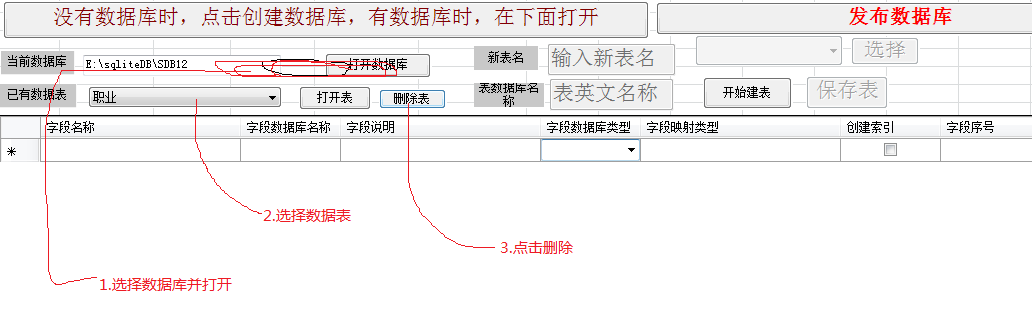 没有数据库时，点击创建数据库，有数据库时，在下面打开
发布数据库
当前数据库 E:\sqliteDB\SDB12 打开数据库 新表名 输入新表名 选择
已有数据表 职业 打开表 删除表 表数据库名称 表英文名称 开始建表 保存表
字段名称 字段数据库名称 字段说明 字段数据库类型 字段映射类型 创建索引 字段序号
2.选择数据表
3.点击删除
1.选择数据库并打开